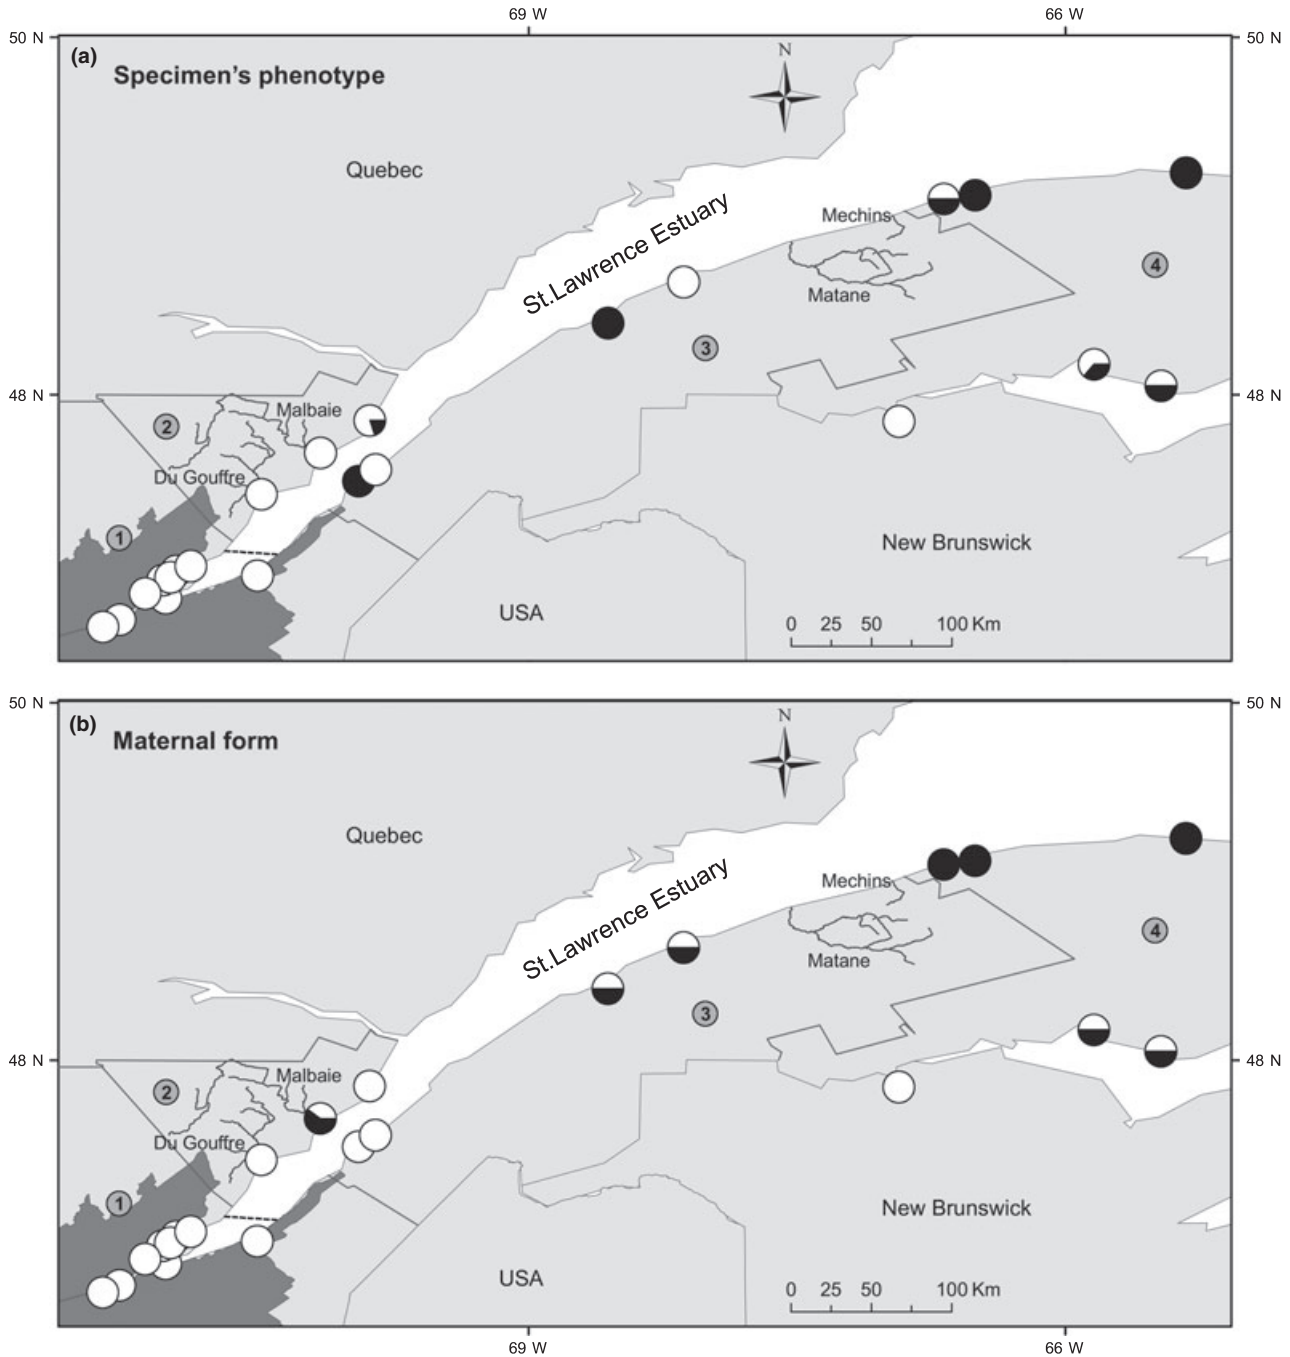 69 W 66 W
50 N 50 N
(a)
Specimen's phenotype
N
Quebec
St.Lawrence Estuary
Mechins
4
Matane
3
48 N 48 N
2
Malbaie
Du Gouffre
1
New Brunswick
USA
0 25 50 100 Km
50 N 50 N
(b)
Maternal form
N
Quebec
St.Lawrence Estuary
Mechins
4
Matane
3
48 N 48 N
2
Malbaie
Du Gouffre
1
New Brunswick
USA
0 25 50 100 Km
69 W 66 W